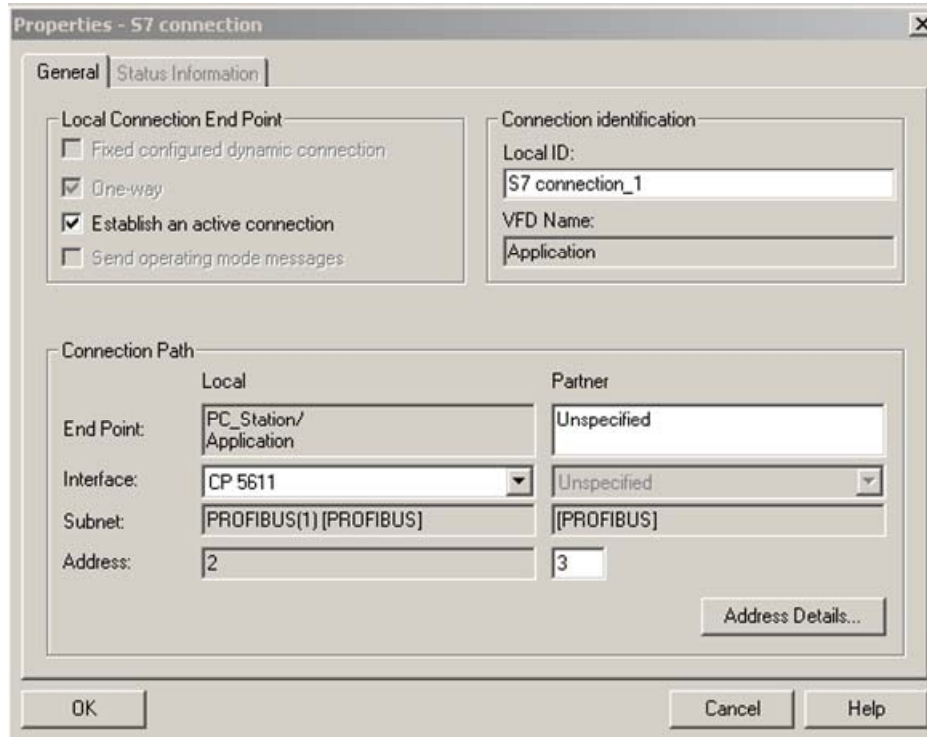 Properties - S7 connection
General
Status Information
Local Connection End Point
Fixed configured dynamic connection
One-way
Establish an active connection
Send operating mode messages
Connection identification
Local ID:
S7 connection_1
VFD Name:
Application
Connection Path
Local
Partner
End Point:
PC_Station/
Application
Unspecified
Interface:
CP 5611
Unspecified
Subnet:
PROFIBUS(1) [PROFIBUS]
[PROFIBUS]
Address:
2
3
Address Details...
OK
Cancel
Help